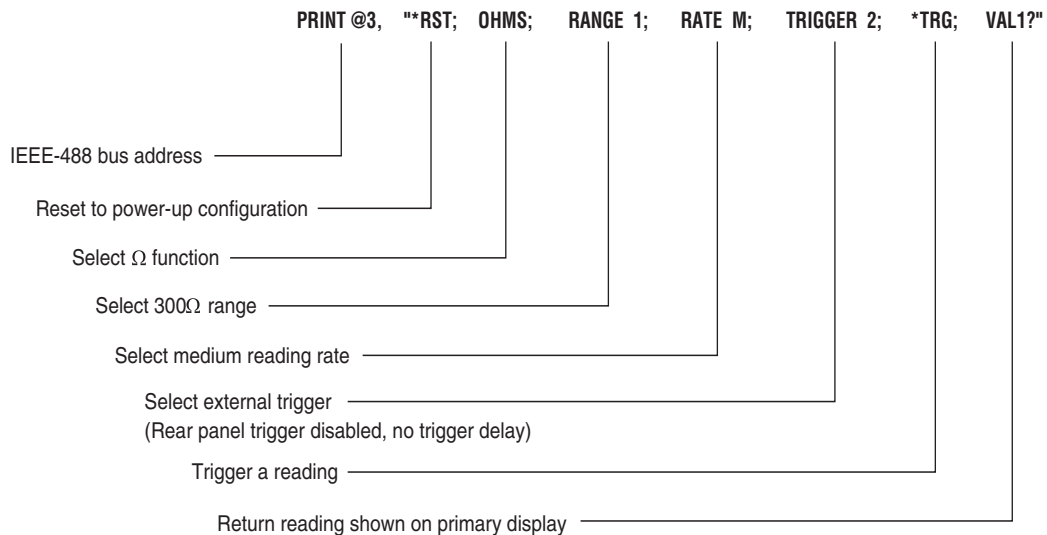 PRINT @3, "*RST; OHMS; RANGE 1; RATE M; TRIGGER 2; *TRG; VAL1?"
IEEE-488 bus address
Reset to power-up configuration
Select Ω function
Select 300Ω range
Select medium reading rate
Select external trigger
(Rear panel trigger disabled, no trigger delay)
Trigger a reading
Return reading shown on primary display